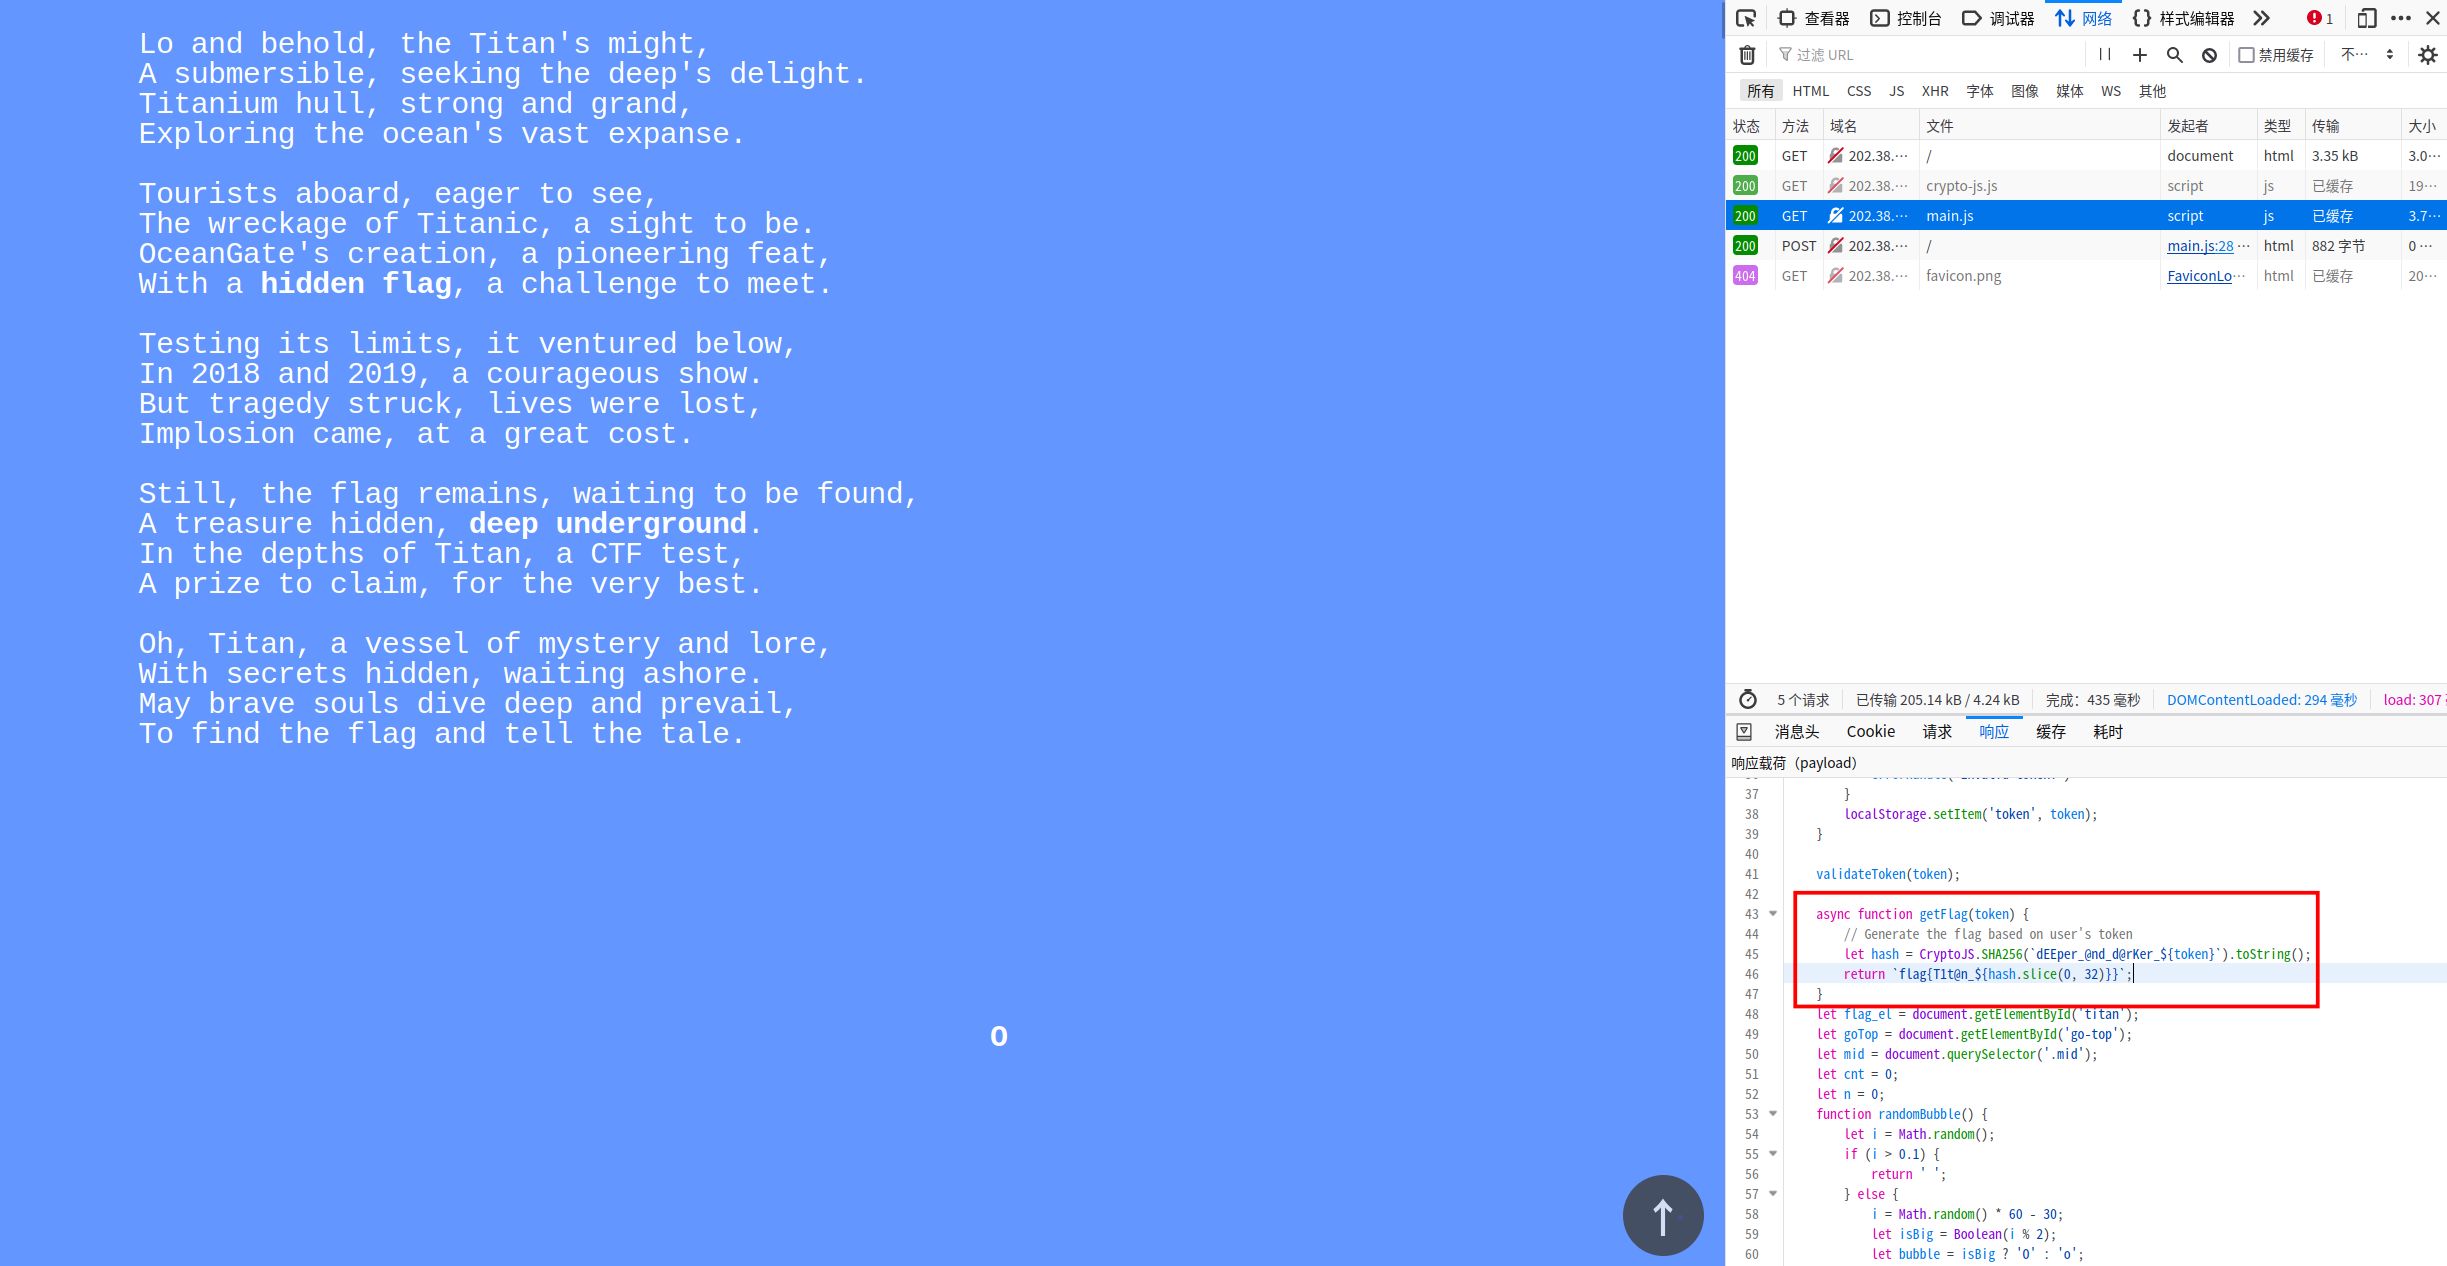 Lo and behold, the Titan's might,
A submersible, seeking the deep's delight.
Titanium hull, strong and grand,
Exploring the ocean's vast expanse.
Tourists aboard, eager to see,
The wreckage of Titanic, a sight to be.
OceanGate's creation, a pioneering feat,
With a hidden flag, a challenge to meet.
Testing its limits, it ventured below,
In 2018 and 2019, a courageous show.
But tragedy struck, lives were lost,
Implosion came, at a great cost.
Still, the flag remains, waiting to be found,
A treasure hidden, deep underground.
In the depths of Titan, a CTF test,
A prize to claim, for the very best.
Oh, Titan, a vessel of mystery and lore,
With secrets hidden, waiting ashore.
May brave souls dive deep and prevail,
To find the flag and tell the tale.
O
↑
查看器 控制台 调试器 网络 {} 样式编辑器 1
过滤 URL 禁用缓存 不…
所有 HTML CSS JS XHR 字体 图像 媒体 WS 其他
状态 方法 域名 文件 发起者 类型 传输 大小
200 GET 202.38.… / document html 3.35 kB 3.0…
200 GET 202.38.… crypto-js.js script js 已缓存 19…
200 GET 202.38.… main.js script js 已缓存 3.7…
200 POST 202.38.… / main.js:28 … html 882 字节 0 …
404 GET 202.38.… favicon.png FaviconLo… html 已缓存 20…
5 个请求 已传输 205.14 kB / 4.24 kB 完成：435 毫秒 DOMContentLoaded: 294 毫秒 load: 307
消息头 Cookie 请求 响应 缓存 耗时
响应载荷（payload）
37 }
38 localStorage.setItem('token', token);
39 }
40
41 validateToken(token);
42
43 async function getFlag(token) {
44 // Generate the flag based on user's token
45 let hash = CryptoJS.SHA256(`dEEper_@nd_d@rKer_${token}`).toString();
46 return `flag{T1t@n_${hash.slice(0, 32)}}`;
47 }
48 let flag_el = document.getElementById('titan');
49 let goTop = document.getElementById('go-top');
50 let mid = document.querySelector('.mid');
51 let cnt = 0;
52 let n = 0;
53 function randomBubble() {
54 let i = Math.random();
55 if (i > 0.1) {
56 return ' ';
57 } else {
58 i = Math.random() * 60 - 30;
59 let isBig = Boolean(i % 2);
60 let bubble = isBig ? 'O' : 'o';